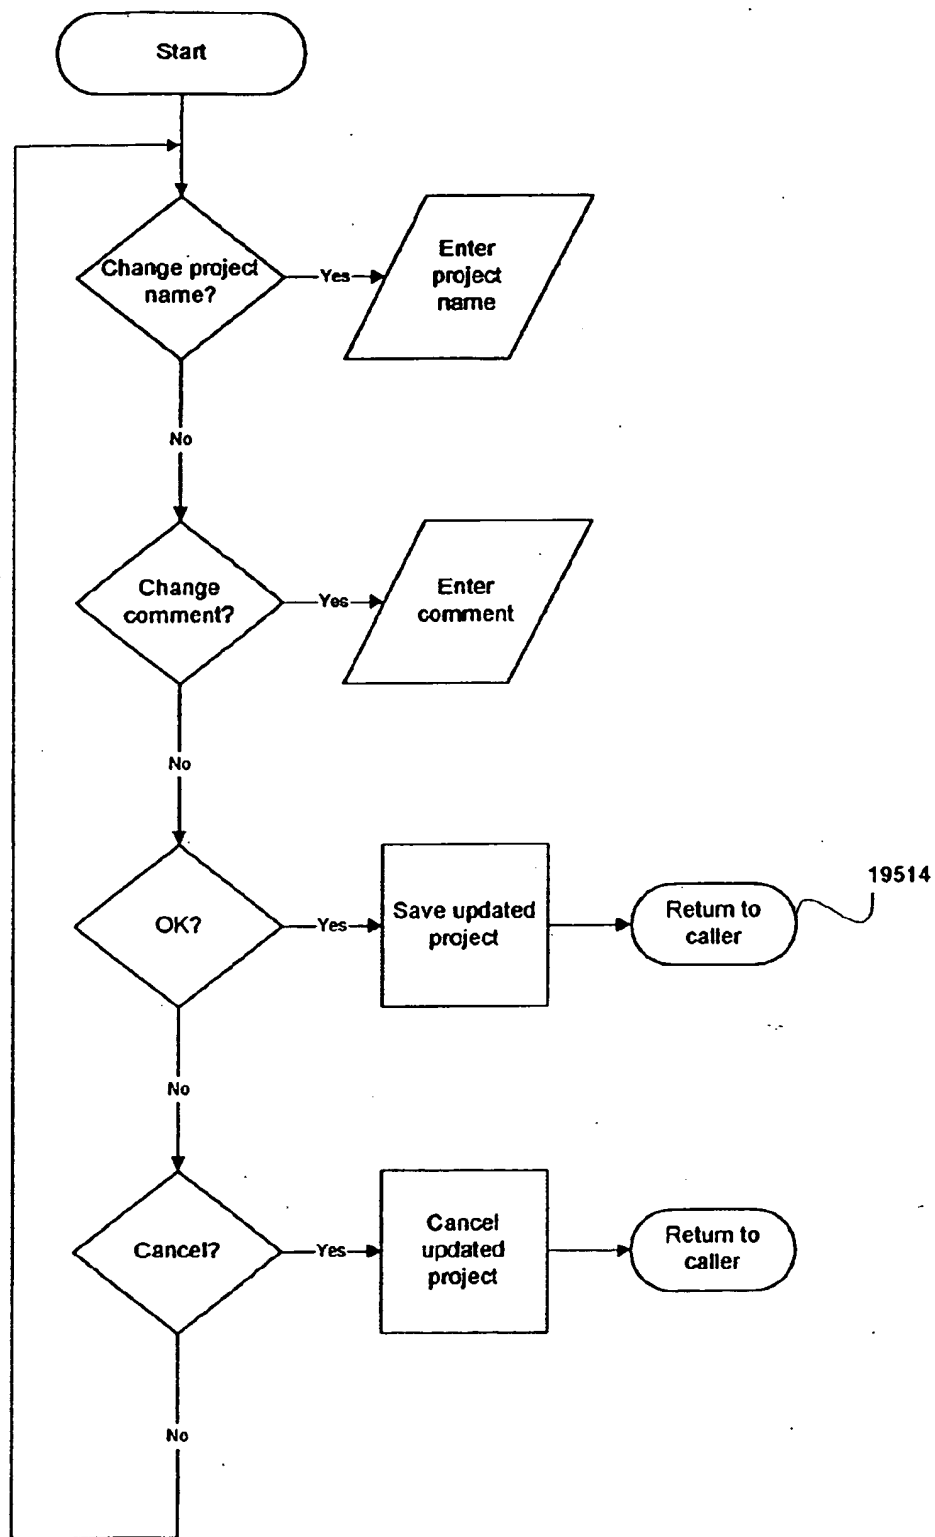 Start
Change project
name?
Yes
Enter
project
name
No
Change
comment?
Yes
Enter
comment
No
OK?
Yes
Save updated
project
Return to
caller
19514
No
Cancel?
Yes
Cancel
updated
project
Return to
caller
No